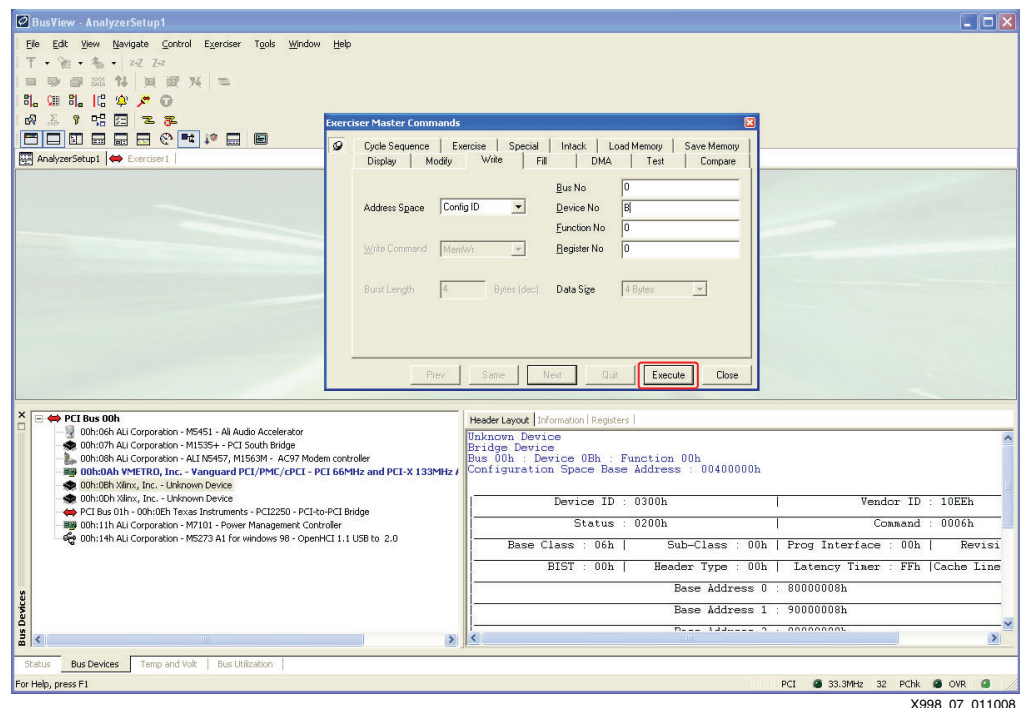 BusView - AnalyzerSetup1
File Edit View Navigate Control Exerciser Tools Window Help
AnalyzerSetup1 Exerciser1
Exerciser Master Commands
Cycle Sequence Exercise Special Intack Load Memory Save Memory
Display Modify Write Fill DMA Test Compare
Bus No 0
Address Space Config ID Device No B
Function No 0
Write Command MemWr Register No 0
Burst Length 4 Bytes (dec) Data Size 4 Bytes
Prev Same Next Quit Execute Close
PCI Bus 00h
00h:06h ALi Corporation - M5451 - Ali Audio Accelerator
00h:07h ALi Corporation - M1535+ - PCI South Bridge
00h:08h ALi Corporation - ALI N5457, M1563M - AC97 Modem controller
00h:0Ah VMETRO, Inc. - Vanguard PCI/PMC/cPCI - PCI 66MHz and PCI-X 133MHz
00h:0Bh Xilinx, Inc. - Unknown Device
00h:0Dh Xilinx, Inc. - Unknown Device
PCI Bus 01h - 00h:0Eh Texas Instruments - PCI2250 - PCI-to-PCI Bridge
00h:11h ALi Corporation - M7101 - Power Management Controller
00h:14h ALi Corporation - M5273 A1 for windows 98 - OpenHCI 1.1 USB to 2.0
Header Layout Information Registers
Unknown Device
Bridge Device
Bus 00h : Device 0Bh : Function 00h
Configuration Space Base Address : 00400000h
Device ID : 0300h | Vendor ID : 10EEh
Status : 0200h | Command : 0006h
Base Class : 06h | Sub-Class : 00h | Prog Interface : 00h | Revisi
BIST : 00h | Header Type : 00h | Latency Timer : FFh |Cache Line
Base Address 0 : 80000008h
Base Address 1 : 90000008h
Bus Devices
Status Bus Devices Temp and Volt Bus Utilization
For Help, press F1
PCI 33.3MHz 32 PChk OVR
X998_07_011008